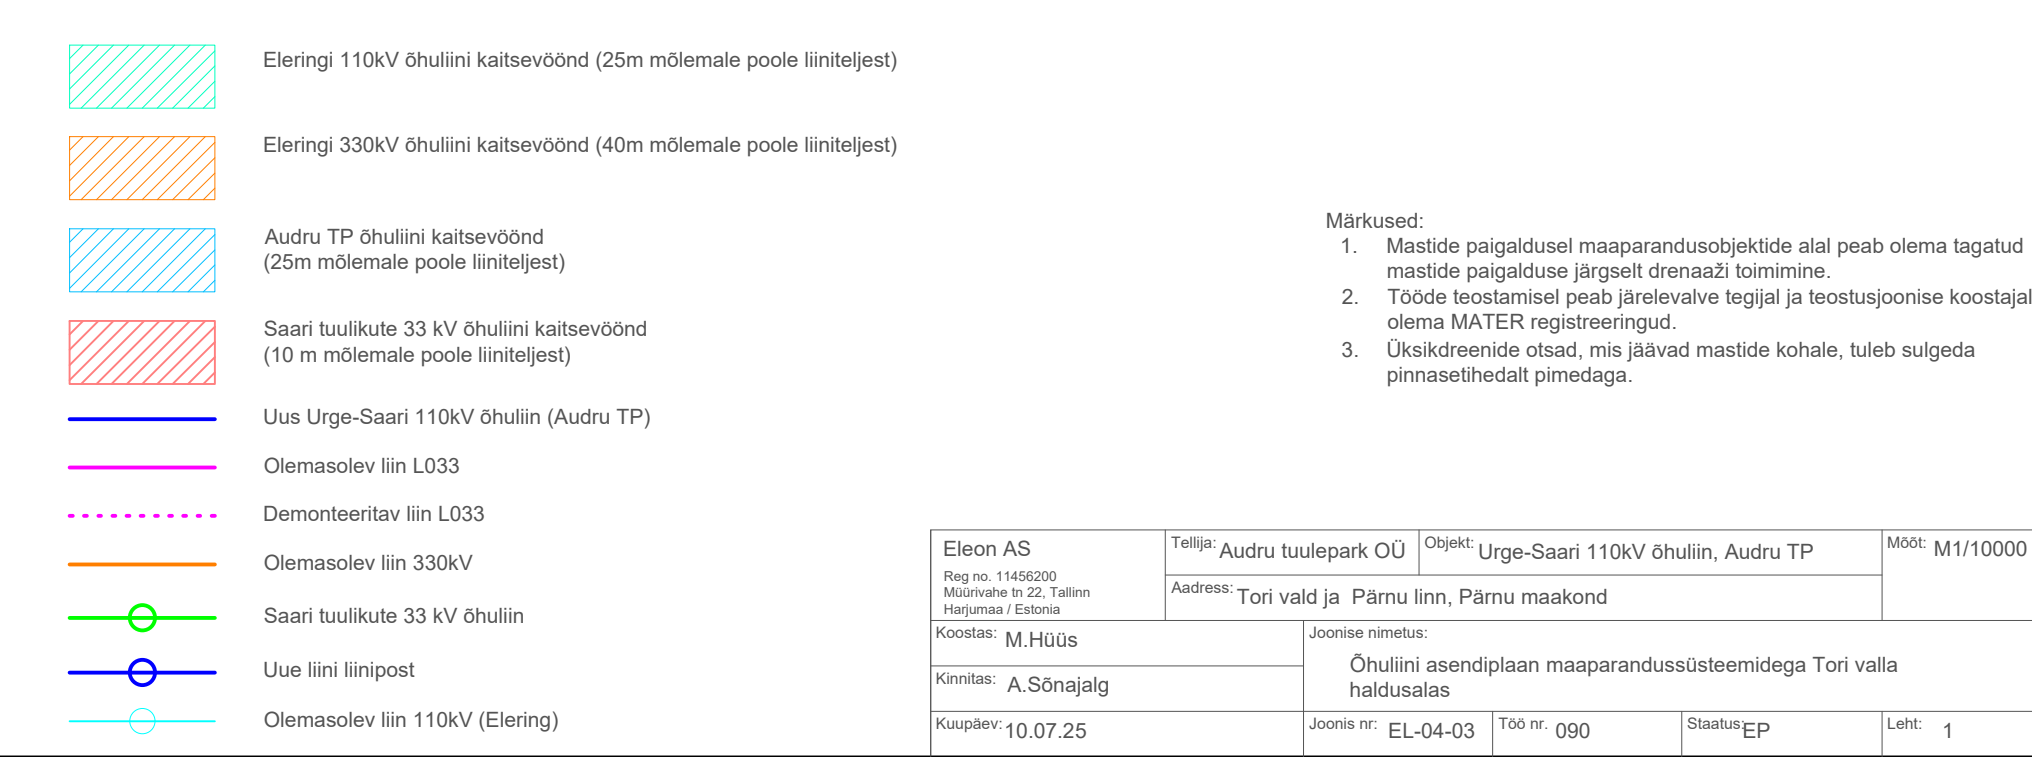 Eleringi 110kV õhuliini kaitsevöönd (25m mõlemale poole liiniteljest)
Eleringi 330kV õhuliini kaitsevöönd (40m mõlemale poole liiniteljest)
Audru TP õhuliini kaitsevöönd
(25m mõlemale poole liiniteljest)
Saari tuulikute 33 kV õhuliini kaitsevöönd
(10 m mõlemale poole liiniteljest)
Uus Urge-Saari 110kV õhuliin (Audru TP)
Olemasolev liin L033
Demonteeritav liin L033
Olemasolev liin 330kV
Saari tuulikute 33 kV õhuliin
Uue liini liinipost
Olemasolev liin 110kV (Elering)
Märkused:
1. Mastide paigaldusel maaparandusobjektide alal peab olema tagatud
mastide paigalduse järgselt drenaaži toimimine.
2. Tööde teostamisel peab järelevalve tegijal ja teostusjoonise koostajal
olema MATER registreeringud.
3. Üksikdreenide otsad, mis jäävad mastide kohale, tuleb sulgeda
pinnasetihedalt pimedaga.
Eleon AS
Reg no. 11456200
Müürivahe tn 22, Tallinn
Harjumaa / Estonia
Tellija: Audru tuulepark OÜ
Objekt: Urge-Saari 110kV õhuliin, Audru TP
Mõõt: M1/10000
Aadress: Tori vald ja Pärnu linn, Pärnu maakond
Koostas: M.Hüüs
Kinnitas: A.Sõnajalg
Kuupäev: 10.07.25
Joonise nimetus:
Õhuliini asendiplaan maaparandussüsteemidega Tori valla
haldusalas
Joonis nr: EL-04-03
Töö nr. 090
Staatus: EP
Leht: 1